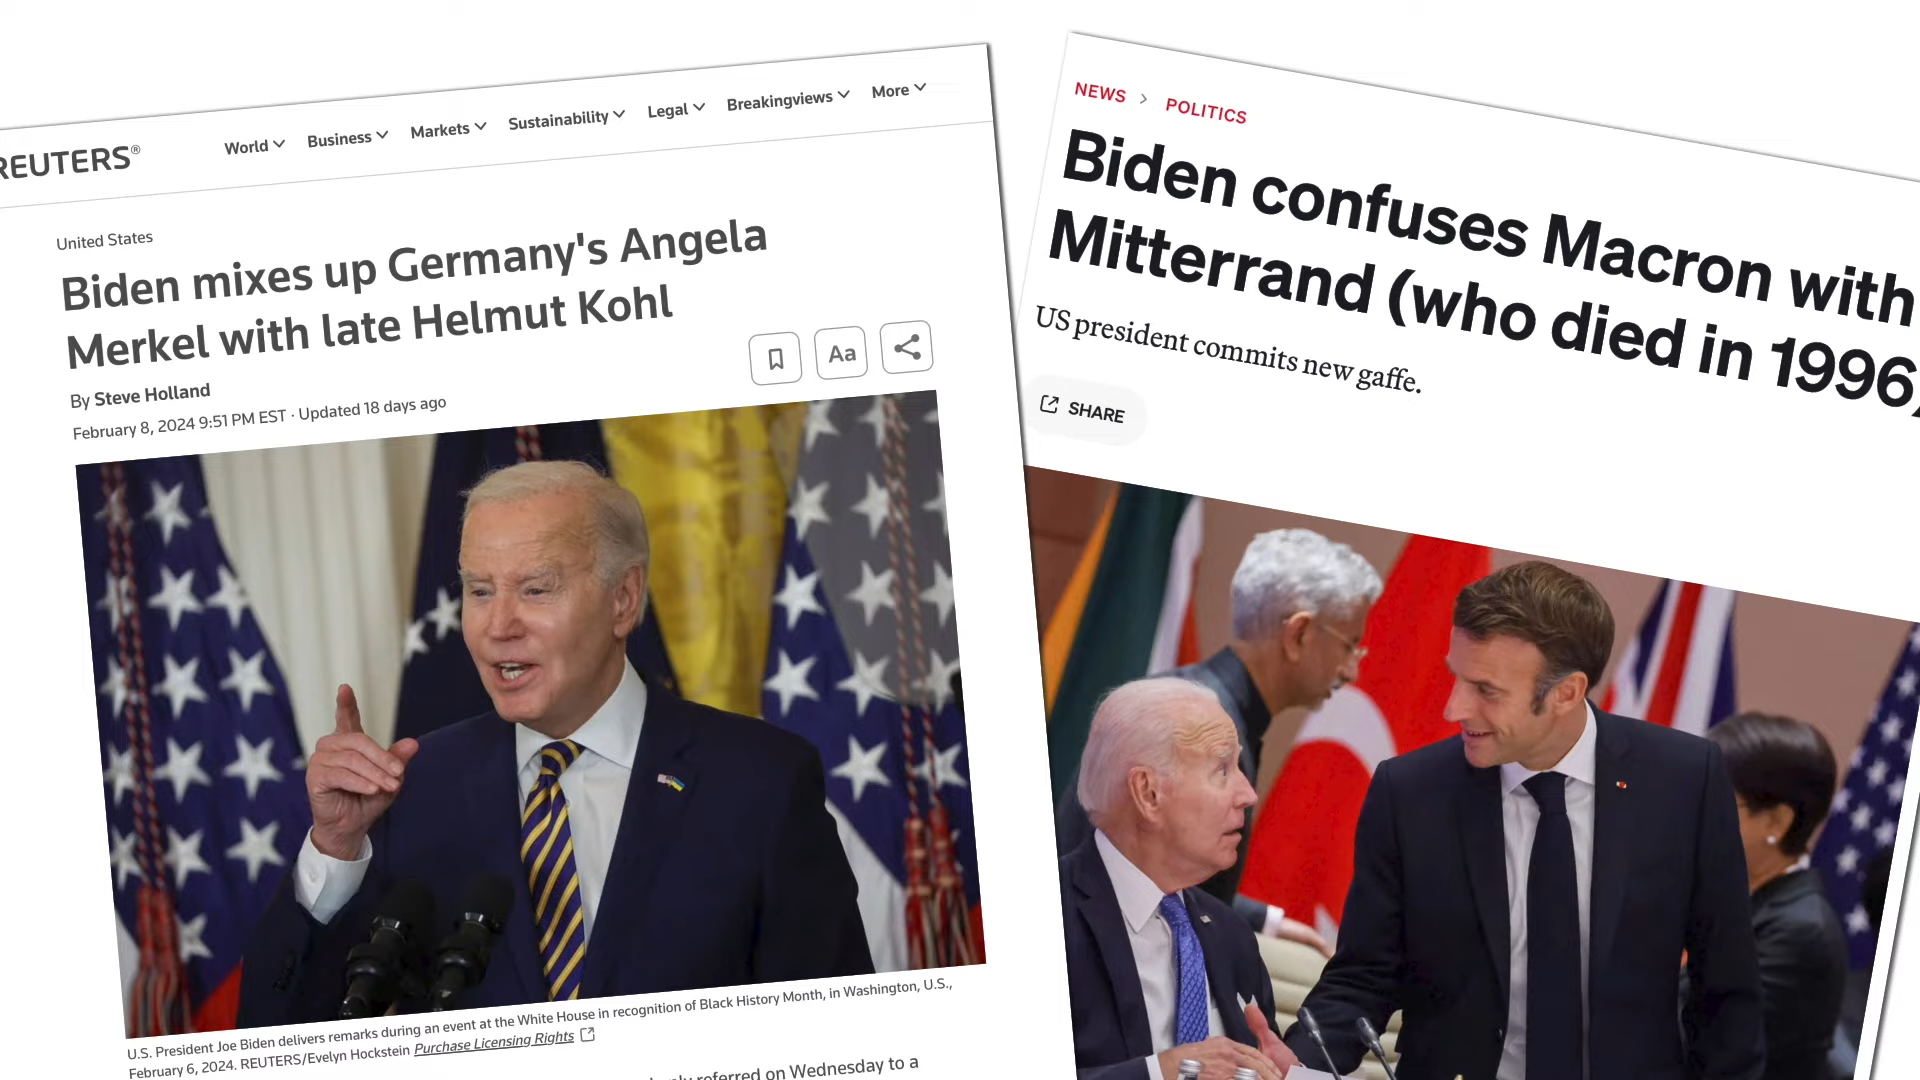 REUTERS®
World Business Markets Sustainability Legal Breakingviews More
United States
Biden mixes up Germany's Angela
Merkel with late Helmut Kohl
By Steve Holland
February 8, 2024 9:51 PM EST · Updated 18 days ago
Aa
U.S. President Joe Biden delivers remarks during an event at the White House in recognition of Black History Month, in Washington, U.S.,
February 6, 2024. REUTERS/Evelyn Hockstein Purchase Licensing Rights
referred on Wednesday to a
NEWS > POLITICS
Biden confuses Macron with
Mitterrand (who died in 1996)
US president commits new gaffe.
SHARE